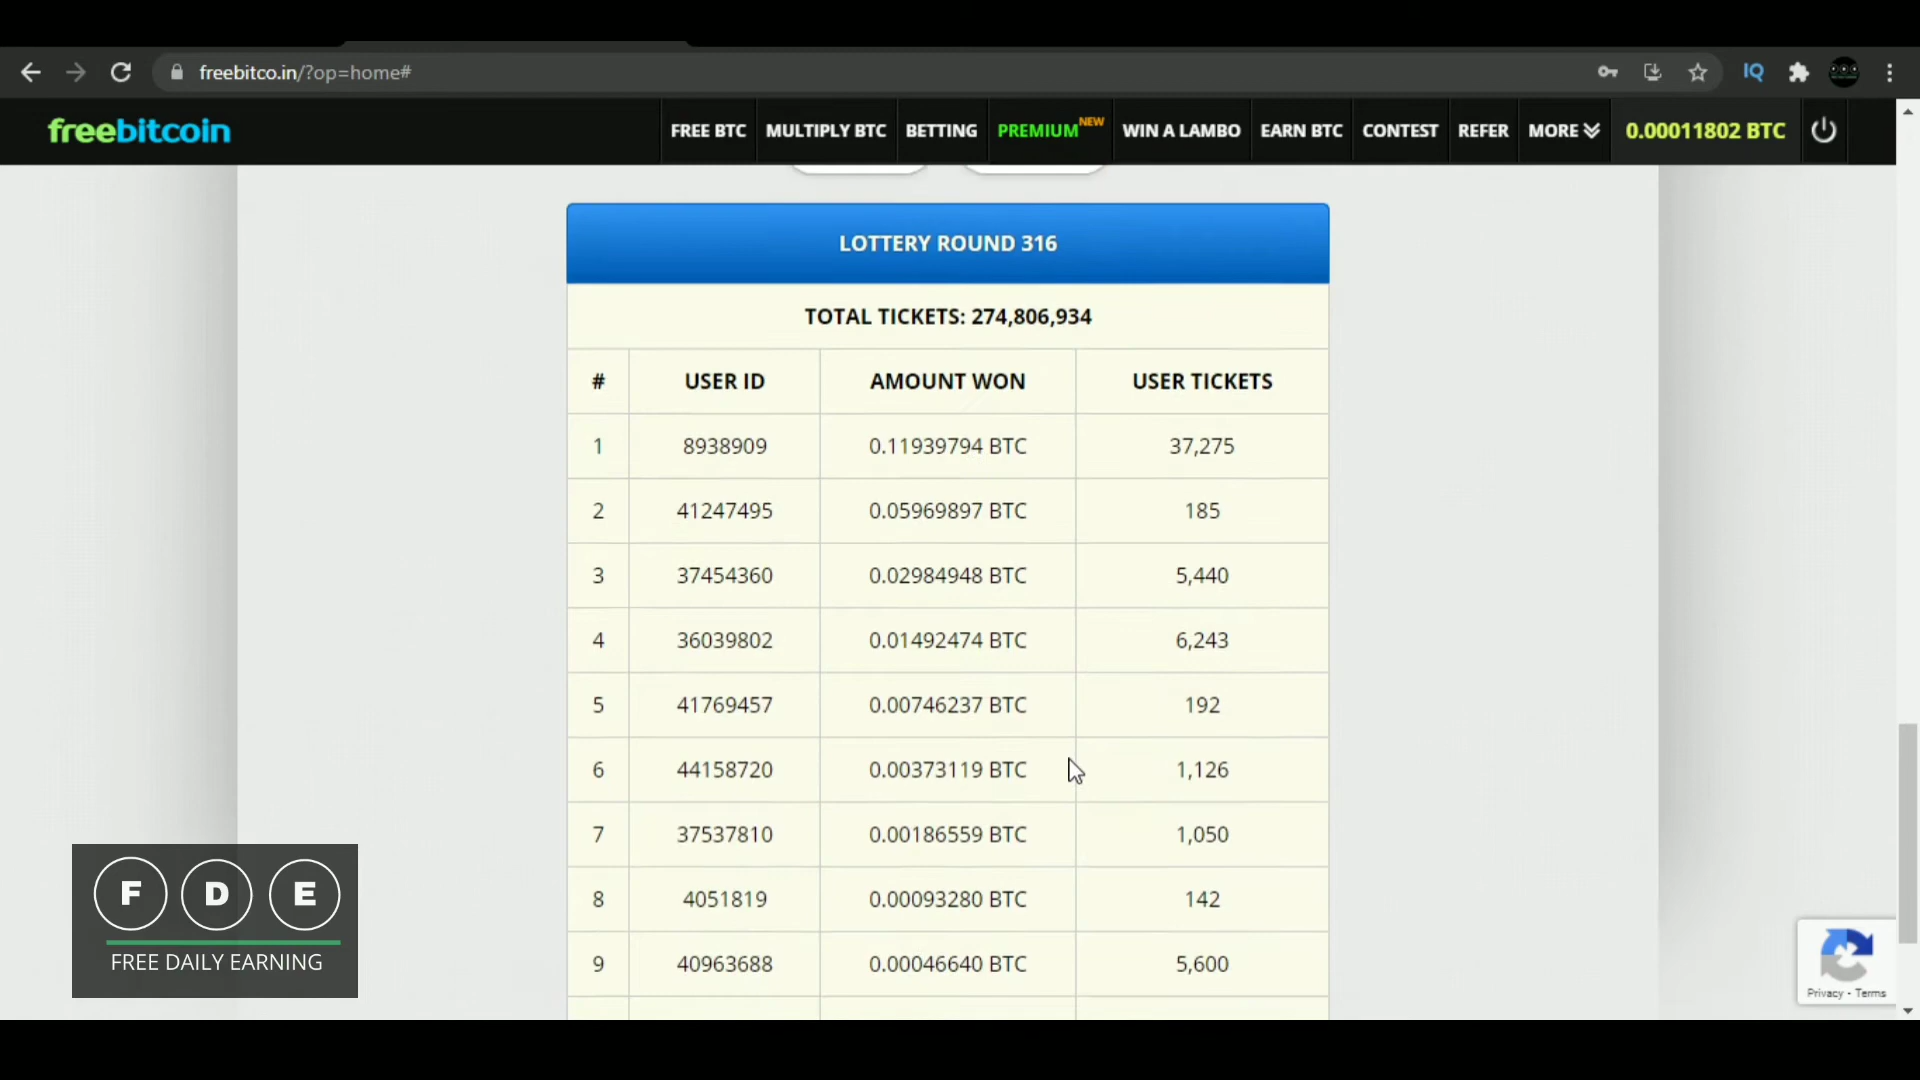 freebitco.in/?op=home#
IQ
freebitcoin
FREE BTC MULTIPLY BTC BETTING PREMIUM NEW WIN A LAMBO EARN BTC CONTEST REFER MORE 0.00011802 BTC
LOTTERY ROUND 316
TOTAL TICKETS: 274,806,934
# USER ID AMOUNT WON USER TICKETS
1 8938909 0.11939794 BTC 37,275
2 41247495 0.05969897 BTC 185
3 37454360 0.02984948 BTC 5,440
4 36039802 0.01492474 BTC 6,243
5 41769457 0.00746237 BTC 192
6 44158720 0.00373119 BTC 1,126
7 37537810 0.00186559 BTC 1,050
8 4051819 0.00093280 BTC 142
9 40963688 0.00046640 BTC 5,600
F D E
FREE DAILY EARNING
Privacy - Terms